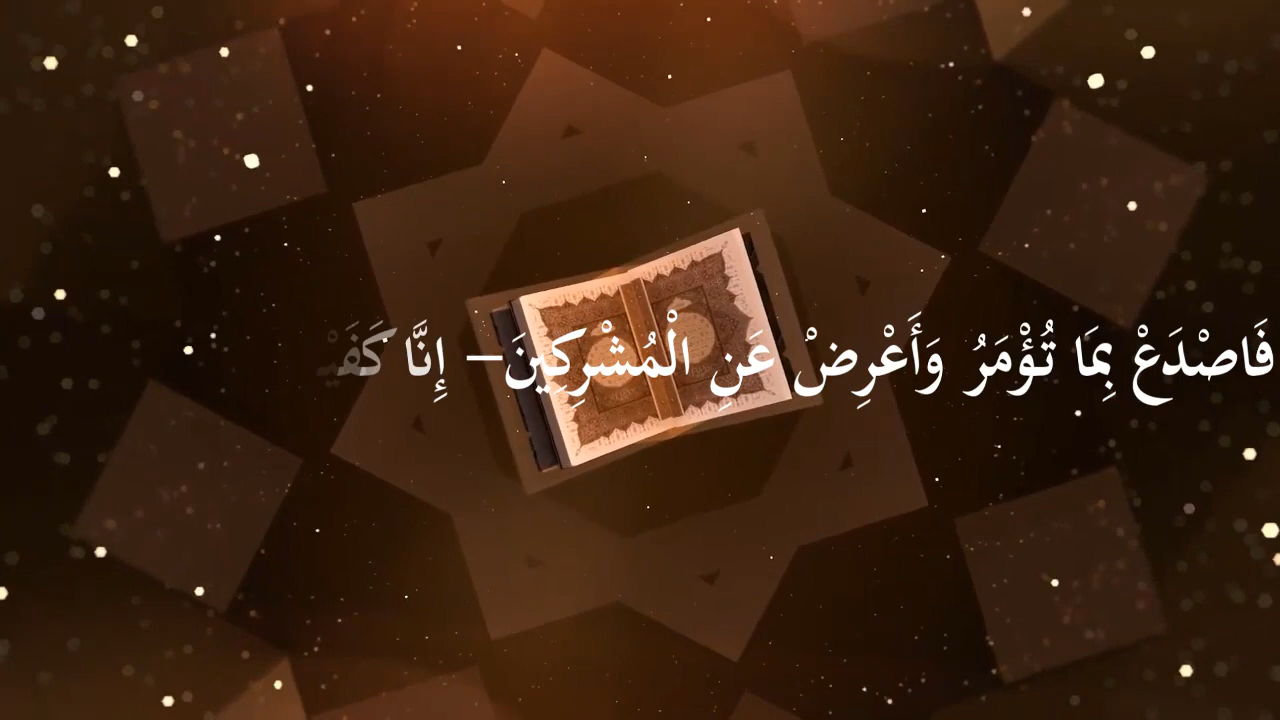 فَاصْدَعْ بِمَا تُؤْمَرُ وَأَعْرِضْ عَنِ الْمُشْرِكِينَ– إِنَّا